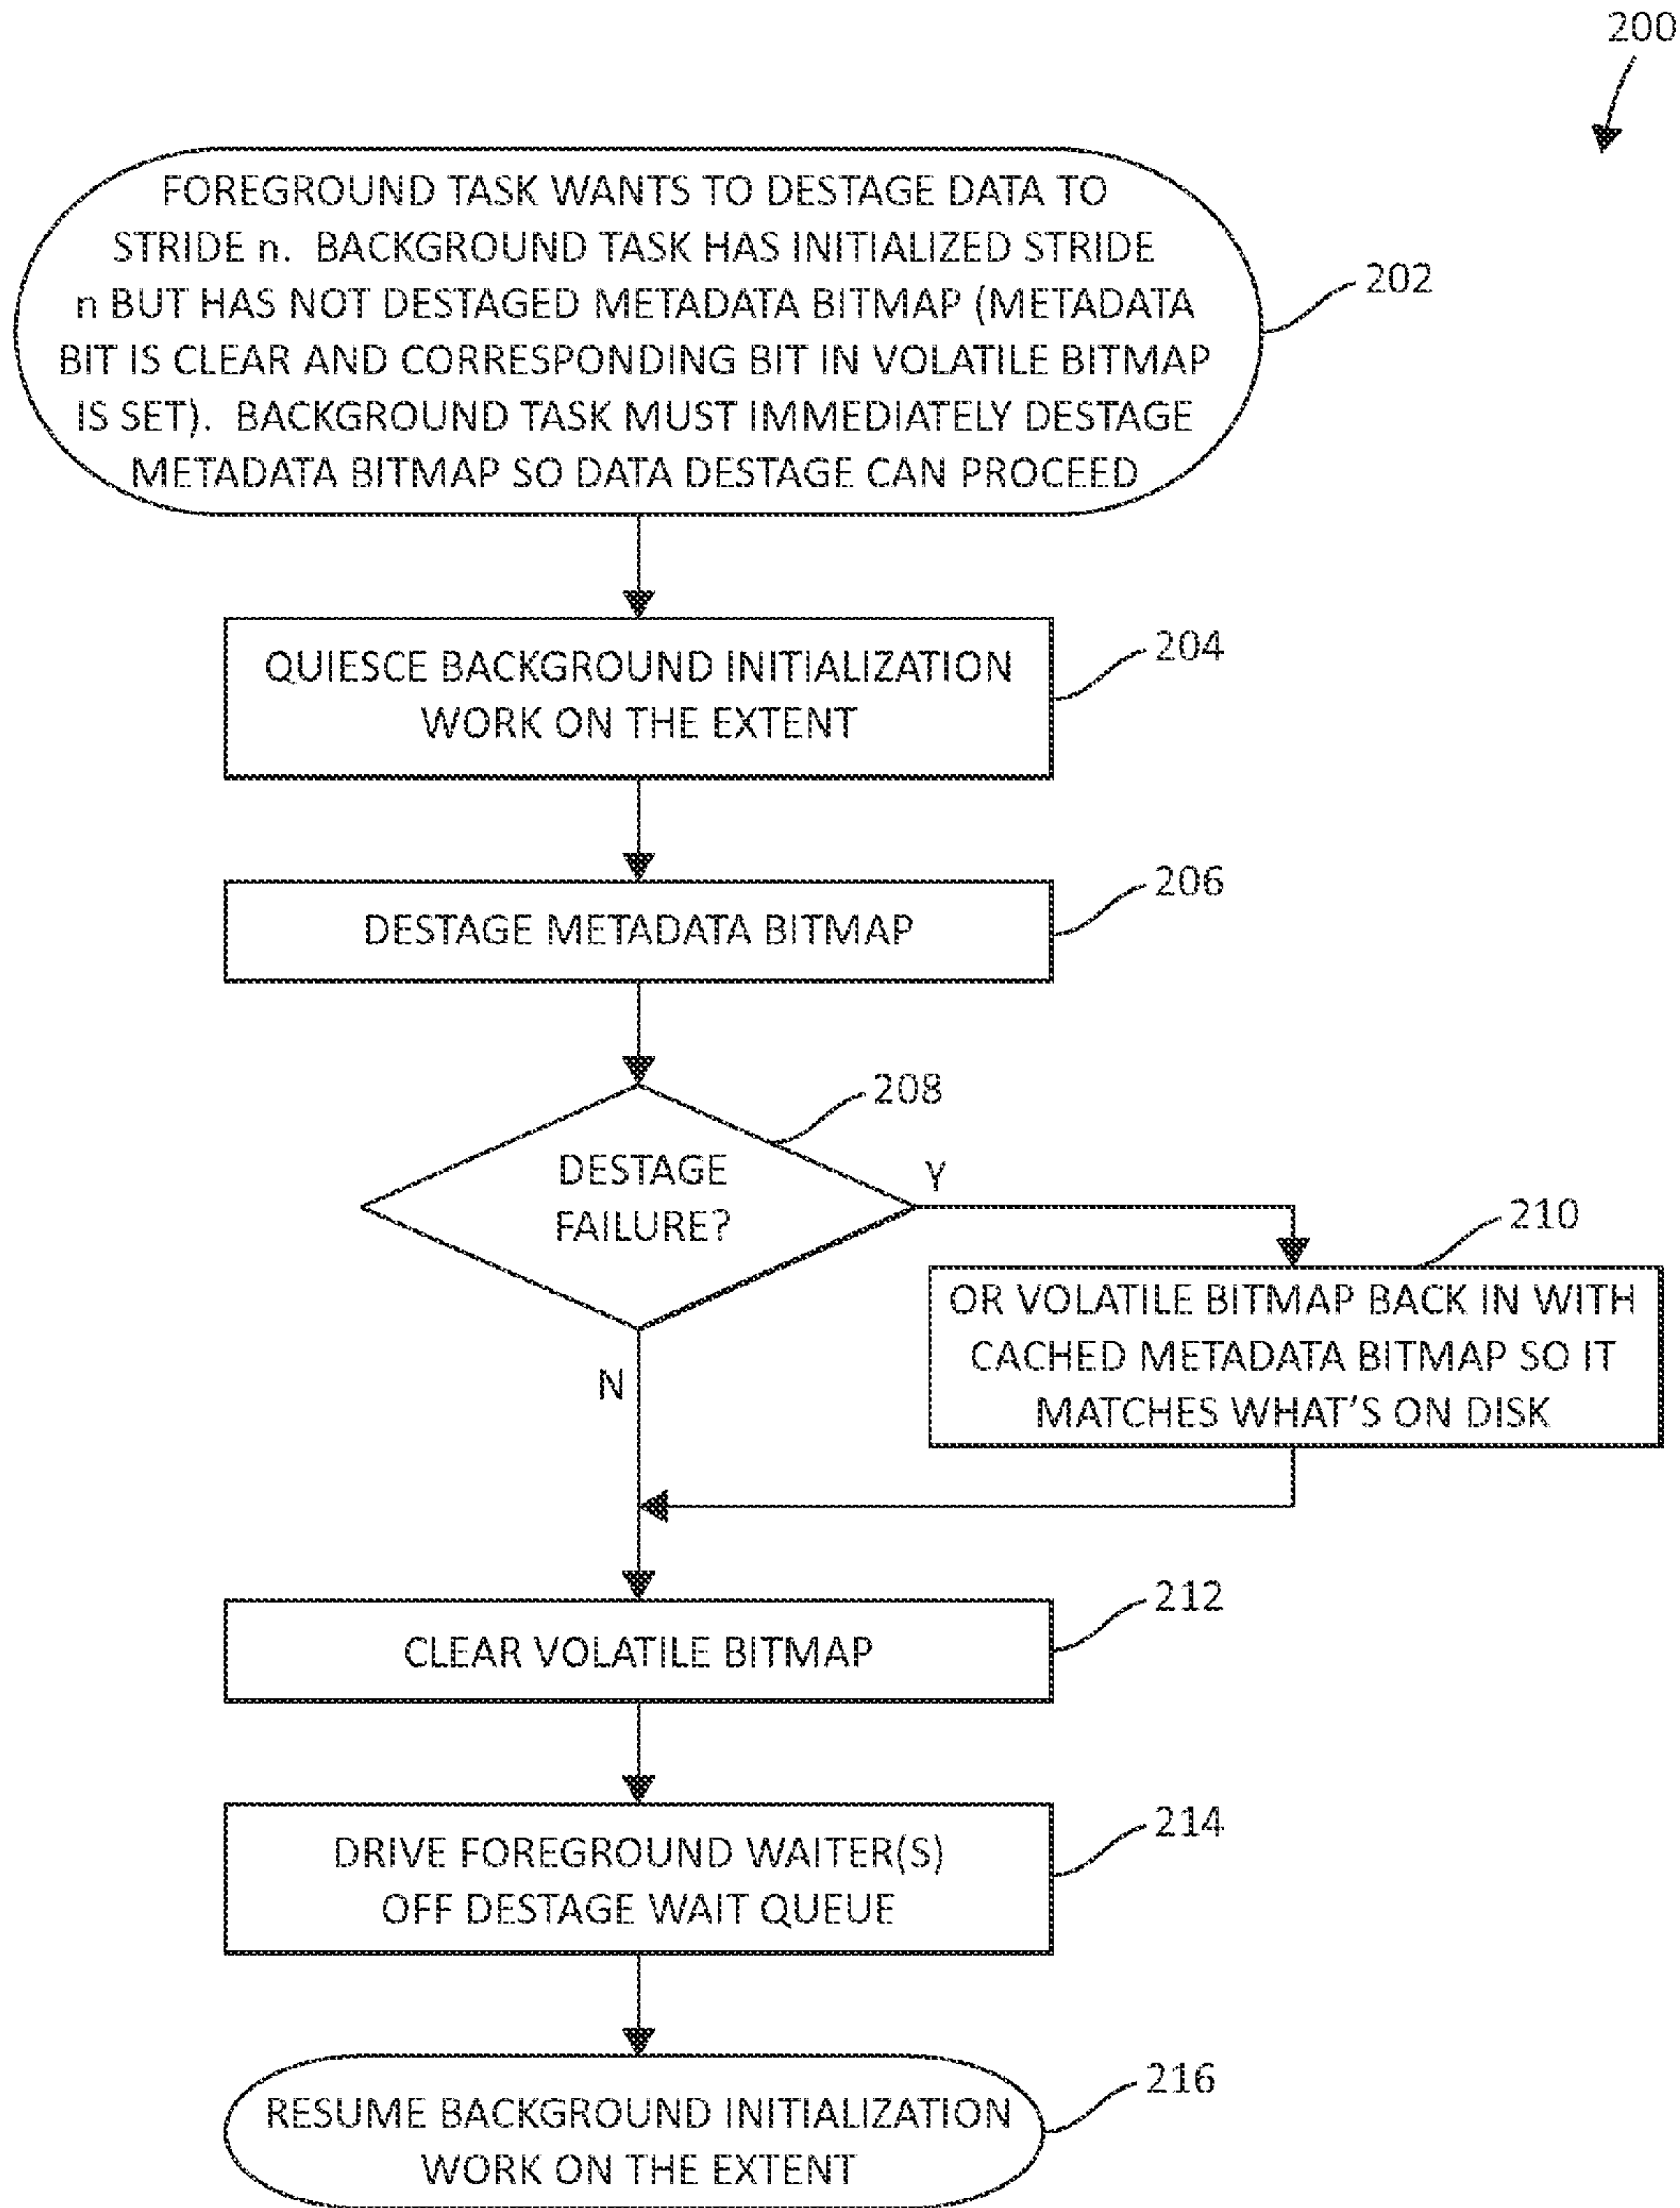 200
FOREGROUND TASK WANTS TO DESTAGE DATA TO
STRIDE n. BACKGROUND TASK HAS INITIALIZED STRIDE
n BUT HAS NOT DESTAGED METADATA BITMAP (METADATA
BIT IS CLEAR AND CORRESPONDING BIT IN VOLATILE BITMAP
IS SET). BACKGROUND TASK MUST IMMEDIATELY DESTAGE
METADATA BITMAP SO DATA DESTAGE CAN PROCEED
202
QUIESCE BACKGROUND INITIALIZATION
WORK ON THE EXTENT
204
DESTAGE METADATA BITMAP
206
DESTAGE
FAILURE?
208
Y
N
OR VOLATILE BITMAP BACK IN WITH
CACHED METADATA BITMAP SO IT
MATCHES WHAT'S ON DISK
210
CLEAR VOLATILE BITMAP
212
DRIVE FOREGROUND WAITER(S)
OFF DESTAGE WAIT QUEUE
214
RESUME BACKGROUND INITIALIZATION
WORK ON THE EXTENT
216